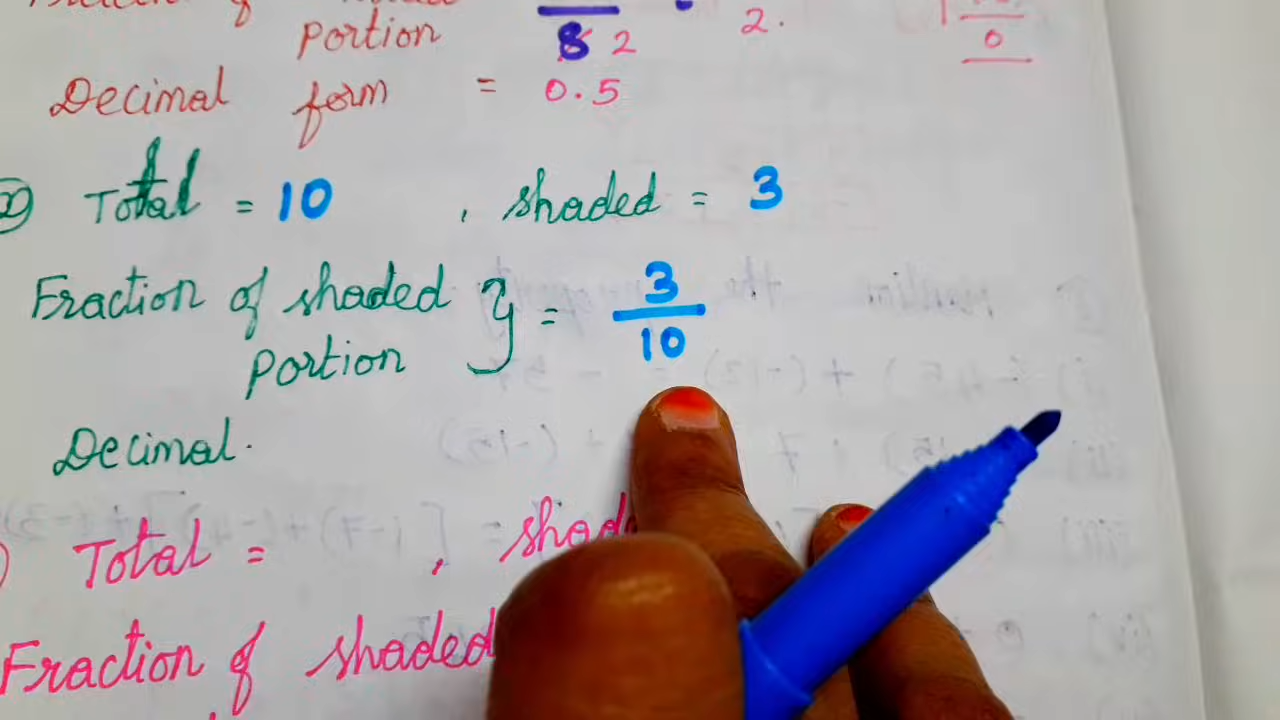 Portion 8 2 2.
0
Decimal form = 0.5
Total = 10 , shaded = 3
Fraction of shaded } = 3/10
Portion
Decimal.
Total = , shad
Fraction of shaded